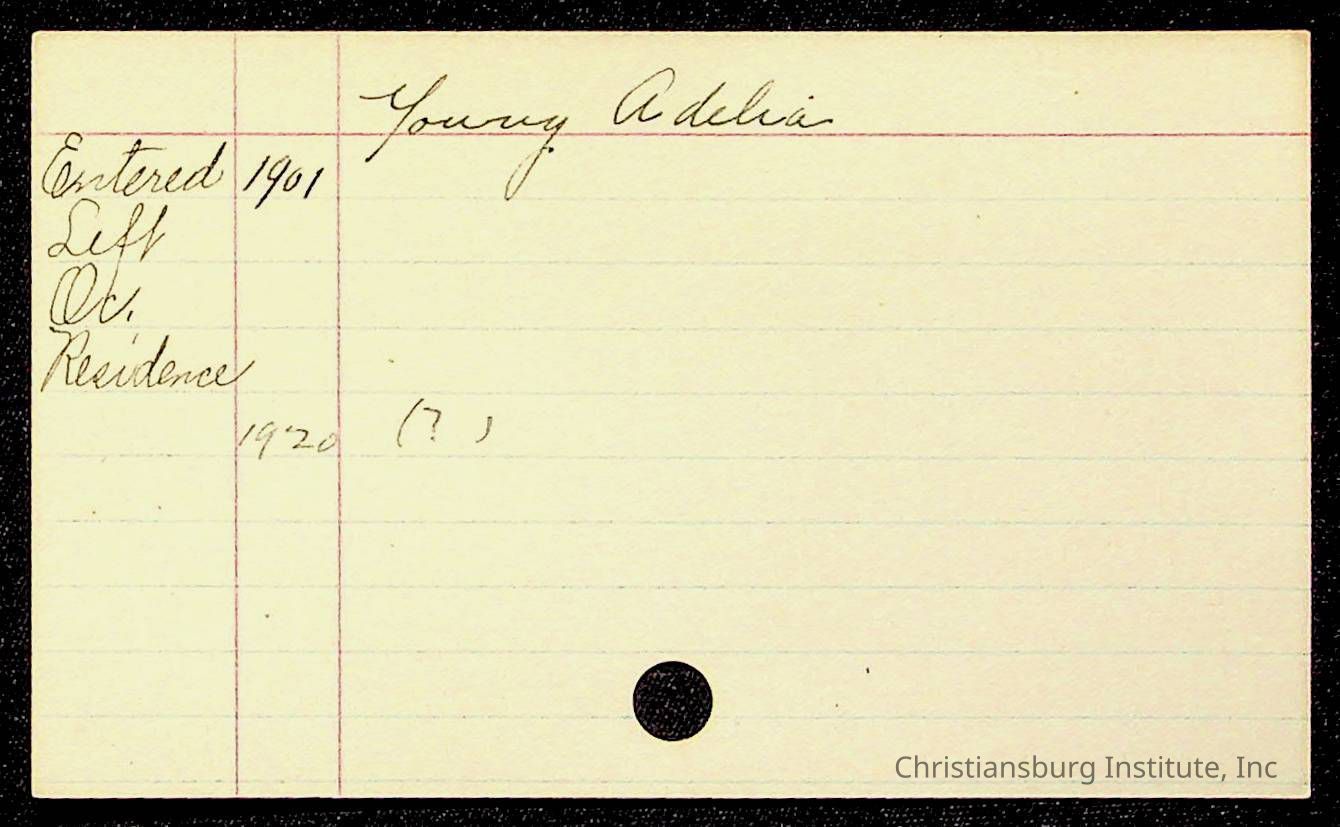 Young Adelia
Entered 1901
Left
Oc.
Residence
1920 (? )
Christiansburg Institute, Inc